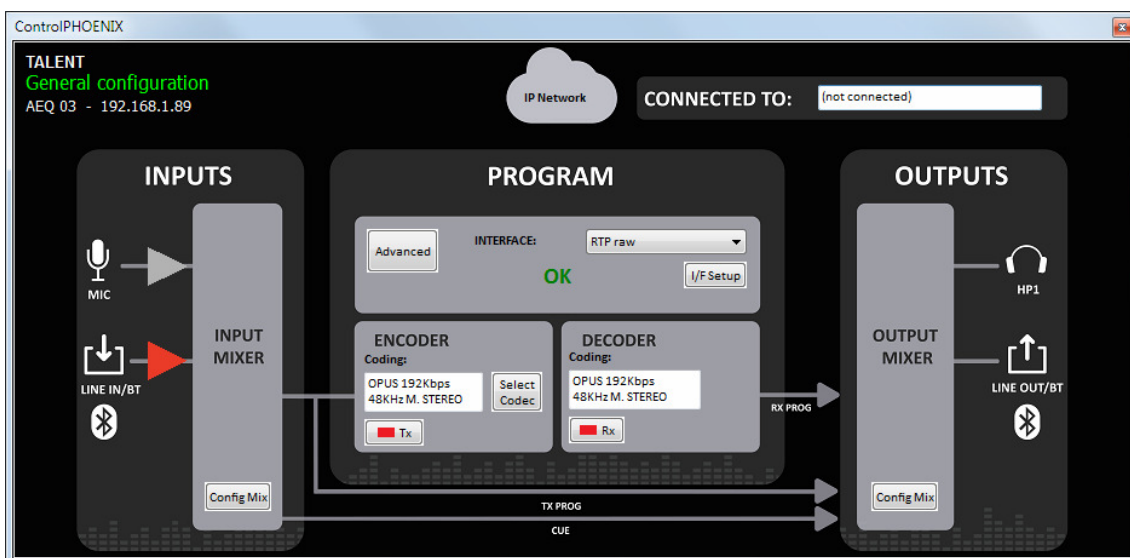 ControlPHOENIX
TALENT
General configuration
AEQ 03 - 192.168.1.89
IP Network
CONNECTED TO:
(not connected)
INPUTS
PROGRAM
OUTPUTS
Advanced
INTERFACE:
RTP raw
OK
I/F Setup
MIC
HP1
INPUT
MIXER
ENCODER
Coding:
OPUS 192Kbps
48KHz M. STEREO
Select
Codec
Tx
DECODER
Coding:
OPUS 192Kbps
48KHz M. STEREO
Rx
OUTPUT
MIXER
LINE IN/BT
LINE OUT/BT
RX PROG
Config Mix
Config Mix
TX PROG
CUE